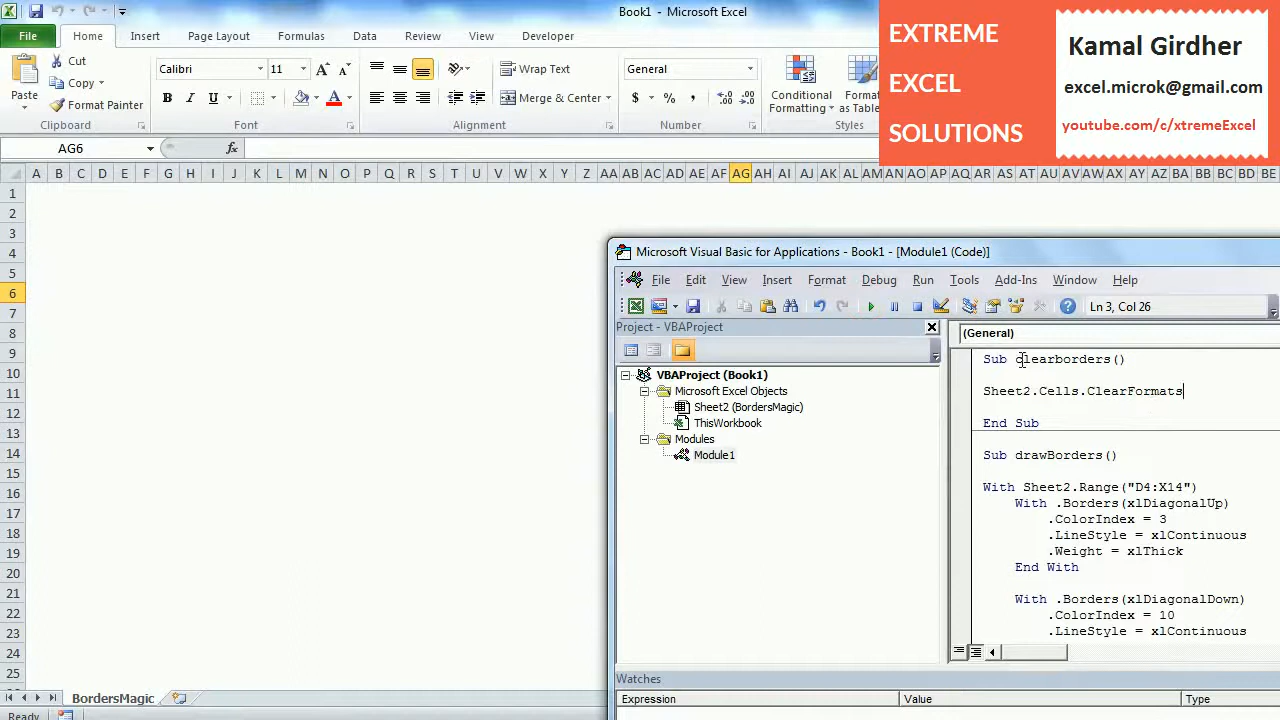 Book1 - Microsoft Excel
File Home Insert Page Layout Formulas Data Review View Developer
Paste Cut Copy Format Painter
Clipboard
Calibri 11
B I U
Font
Wrap Text
Merge & Center
Alignment
General
$ % ,
Number
Conditional Formatting
Format as Table
Styles
EXTREME
EXCEL
SOLUTIONS
Kamal Girdher
excel.microk@gmail.com
youtube.com/c/xtremeExcel
AG6 fx
A B C D E F G H I J K L M N O P Q R S T U V W X Y Z AA AB AC AD AE AF AG AH AI AJ AK AL AM AN AO AP AQ AR AS AT AU AV AW AX AY AZ BA BB BC BD BE
1
2
3
4
5
6
7
8
9
10
11
12
13
14
15
16
17
18
19
20
21
22
23
24
25
BordersMagic
Ready
Microsoft Visual Basic for Applications - Book1 - [Module1 (Code)]
File Edit View Insert Format Debug Run Tools Add-Ins Window Help
Ln 3, Col 26
Project - VBAProject
VBAProject (Book1)
Microsoft Excel Objects
Sheet2 (BordersMagic)
ThisWorkbook
Modules
Module1
(General)
Sub clearborders()
Sheet2.Cells.ClearFormats
End Sub
Sub drawBorders()
With Sheet2.Range("D4:X14")
With .Borders(xlDiagonalUp)
.ColorIndex = 3
.LineStyle = xlContinuous
.Weight = xlThick
End With
With .Borders(xlDiagonalDown)
.ColorIndex = 10
.LineStyle = xlContinuous
Watches
Expression Value Type